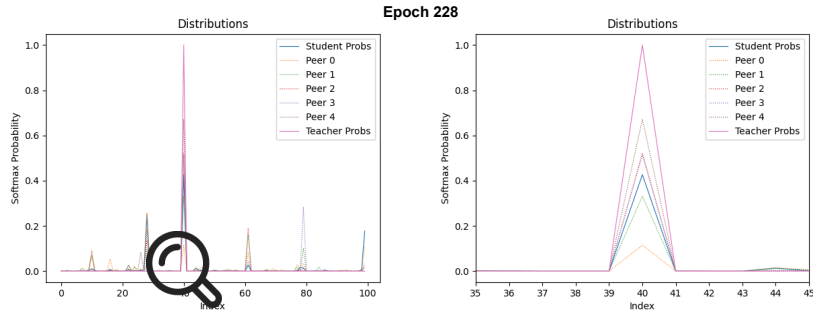 Epoch 228
Distributions
Softmax Probability
1.0
0.8
0.6
0.4
0.2
0.0
Student Probs
Peer 0
Peer 1
Peer 2
Peer 3
Peer 4
Teacher Probs
0 20 40 60 80 100
Index
Distributions
Softmax Probability
1.0
0.8
0.6
0.4
0.2
0.0
Student Probs
Peer 0
Peer 1
Peer 2
Peer 3
Peer 4
Teacher Probs
35 36 37 38 39 40 41 42 43 44 45
Index